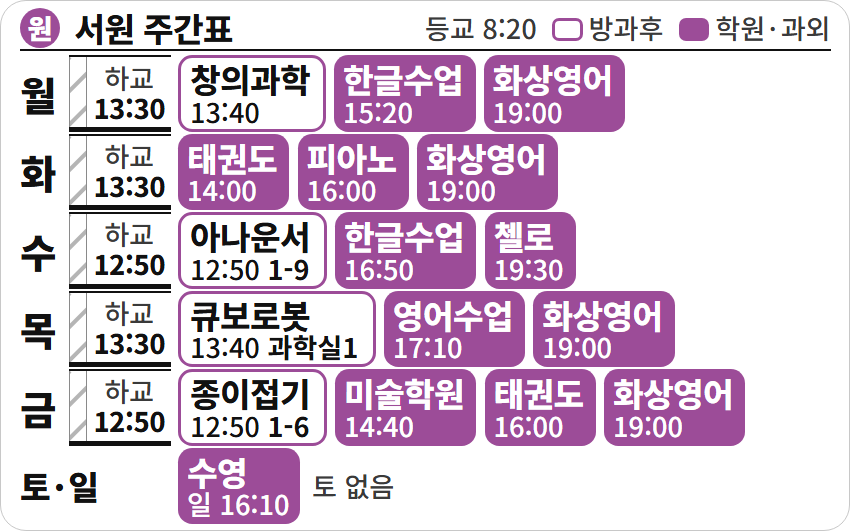 원 서원 주간표 등교 8:20 방과후 학원·과외
월 하교 13:30 창의과학 13:40 한글수업 15:20 화상영어 19:00
화 하교 13:30 태권도 14:00 피아노 16:00 화상영어 19:00
수 하교 12:50 아나운서 12:50 1-9 한글수업 16:50 첼로 19:30
목 하교 13:30 큐보로봇 13:40 과학실1 영어수업 17:10 화상영어 19:00
금 하교 12:50 종이접기 12:50 1-6 미술학원 14:40 태권도 16:00 화상영어 19:00
토·일 수영 일 16:10 토 없음